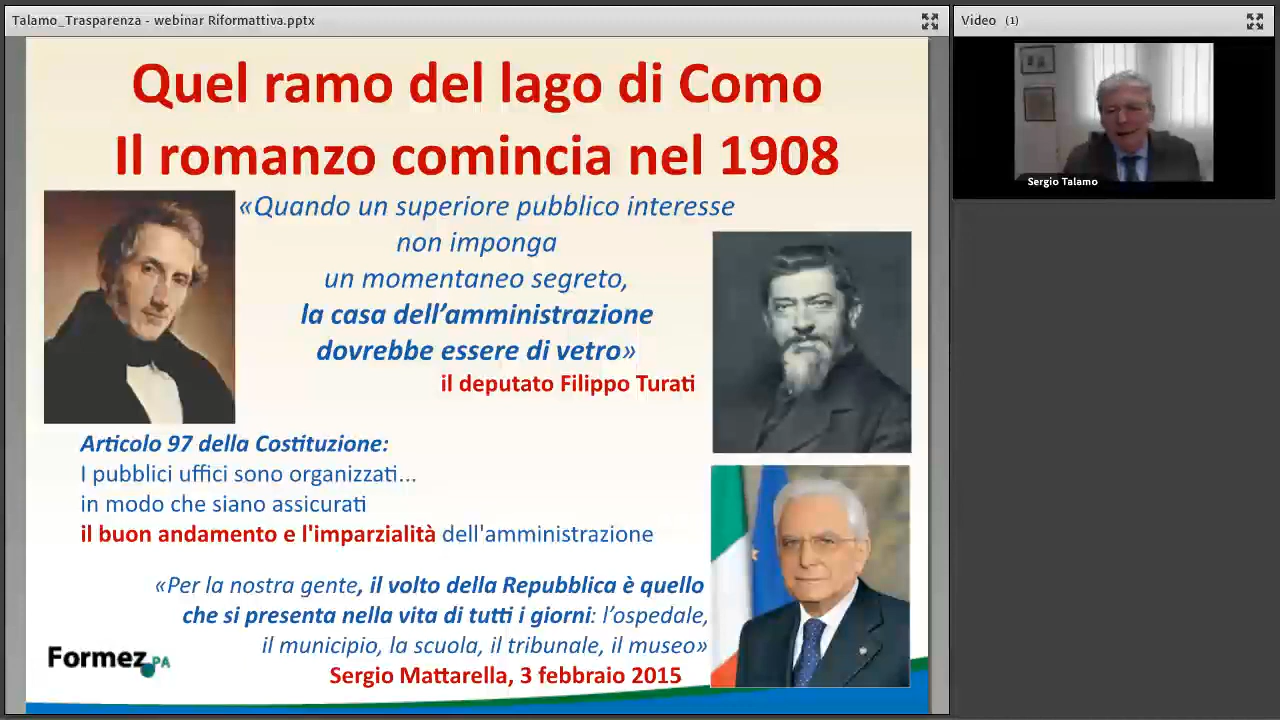 Talamo_Trasparenza - webinar Riformattiva.pptx
Video (1)
Sergio Talamo
Quel ramo del lago di Como
Il romanzo comincia nel 1908
«Quando un superiore pubblico interesse
non imponga
un momentaneo segreto,
la casa dell’amministrazione
dovrebbe essere di vetro»
il deputato Filippo Turati
Articolo 97 della Costituzione:
I pubblici uffici sono organizzati...
in modo che siano assicurati
il buon andamento e l'imparzialità dell'amministrazione
«Per la nostra gente, il volto della Repubblica è quello
che si presenta nella vita di tutti i giorni: l’ospedale,
il municipio, la scuola, il tribunale, il museo»
Sergio Mattarella, 3 febbraio 2015
Formez PA